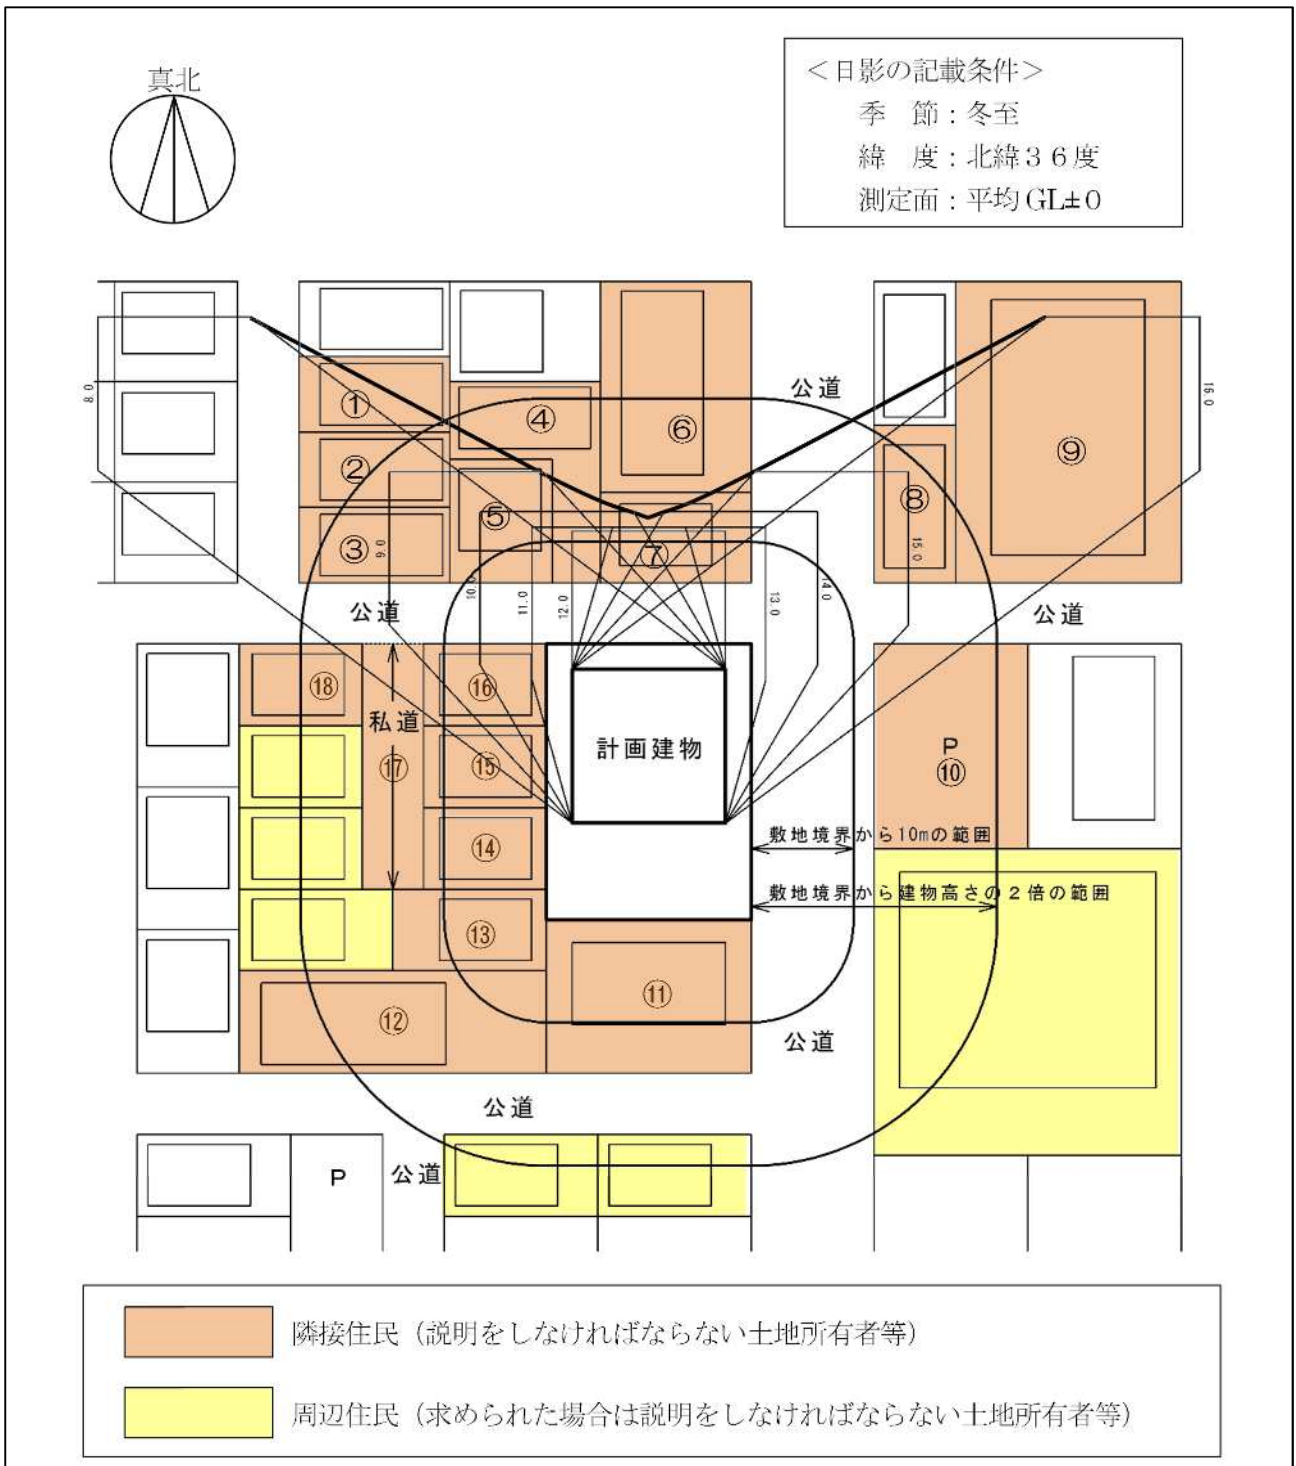 真北
<日影の記載条件>
季　節：冬至
緯　度：北緯３６度
測定面：平均GL±０
8.0
16.0
公道
①
④
⑥
②
⑨
⑧
⑤
③
⑦
9.0
15.0
10.0
11.0
12.0
13.0
14.0
公道
公道
⑱
⑯
私道
計画建物
P
⑰
⑮
⑩
敷地境界から10mの範囲
⑭
敷地境界から建物高さの２倍の範囲
⑬
⑪
⑫
公道
公道
P
公道
隣接住民（説明をしなければならない土地所有者等）
周辺住民（求められた場合は説明をしなければならない土地所有者等）